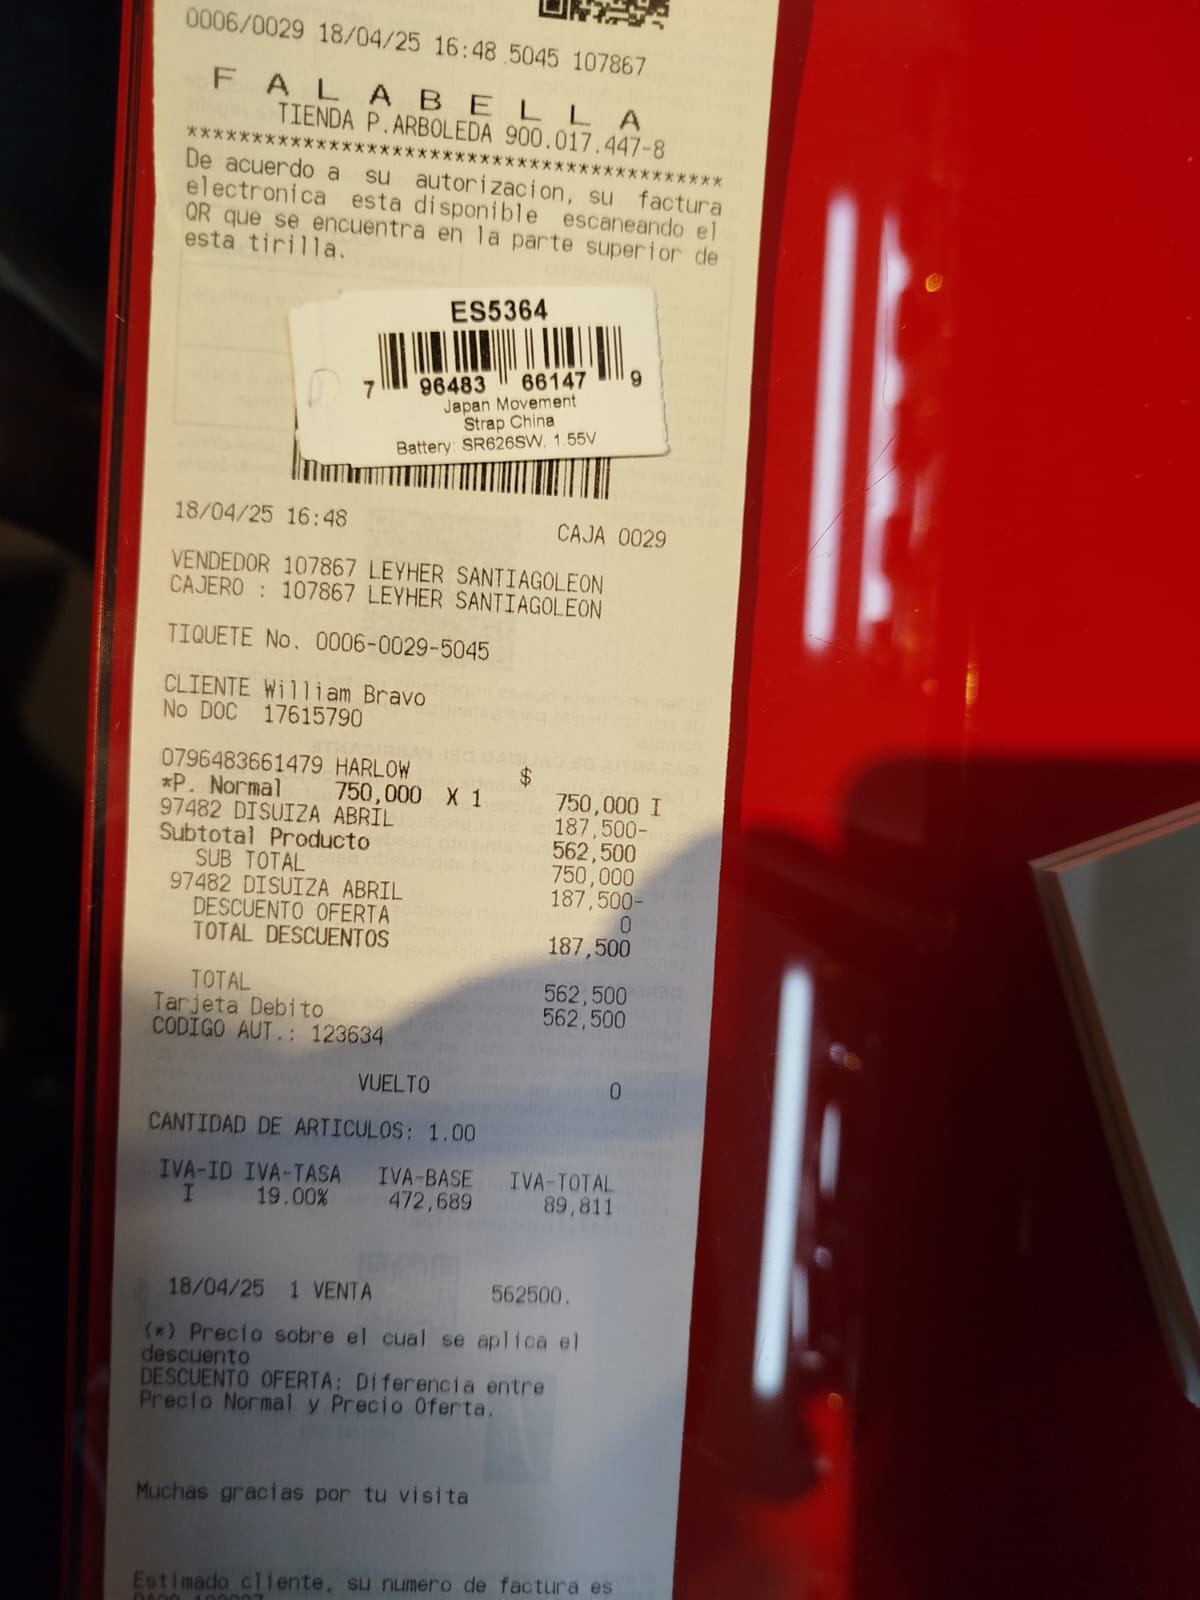 0006/0029 18/04/25 16:48 5045 107867
F A L A B E L L A
TIENDA P.ARBOLEDA 900.017.447-8
*****************************************
De acuerdo a su autorizacion, su factura
electronica esta disponible escaneando el
QR que se encuentra en la parte superior de
esta tirilla.
ES5364
7 96483 66147 9
Japan Movement
Strap China
Battery: SR626SW, 1.55V
18/04/25 16:48 CAJA 0029
VENDEDOR 107867 LEYHER SANTIAGOLEON
CAJERO : 107867 LEYHER SANTIAGOLEON
TIQUETE No. 0006-0029-5045
CLIENTE William Bravo
No DOC 17615790
0796483661479 HARLOW $
*P. Normal 750,000 X 1 750,000 I
97482 DISUIZA ABRIL 187,500-
Subtotal Producto 562,500
SUB TOTAL 750,000
97482 DISUIZA ABRIL 187,500-
DESCUENTO OFERTA 0
TOTAL DESCUENTOS 187,500
TOTAL 562,500
Tarjeta Debito 562,500
CODIGO AUT.: 123634
VUELTO 0
CANTIDAD DE ARTICULOS: 1.00
IVA-ID IVA-TASA IVA-BASE IVA-TOTAL
I 19.00% 472,689 89,811
18/04/25 1 VENTA 562500.
(*) Precio sobre el cual se aplica el
descuento
DESCUENTO OFERTA: Diferencia entre
Precio Normal y Precio Oferta.
Muchas gracias por tu visita
Estimado cliente, su numero de factura es